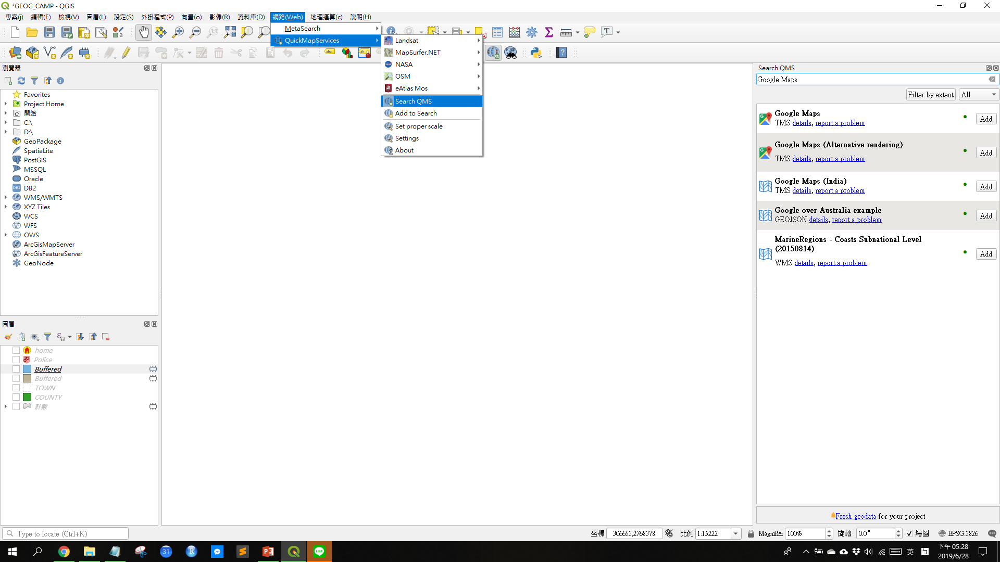 *GEOG_CAMP - QGIS
專案(j) 編輯(E) 檢視(V) 圖層(L) 設定(S) 外掛程式(P) 向量(o) 影像(R) 資料庫(D) 網路(Web) 地理運算(c) 說明(H)
MetaSearch
QuickMapServices
Landsat
MapSurfer.NET
NASA
OSM
eAtlas Mos
Search QMS
Add to Search
Set proper scale
Settings
About
瀏覽器
Favorites
Project Home
開始
C:\
D:\
GeoPackage
SpatiaLite
PostGIS
MSSQL
Oracle
DB2
WMS/WMTS
XYZ Tiles
WCS
WFS
OWS
ArcGisMapServer
ArcGisFeatureServer
GeoNode
圖層
home
Police
Buffered
Buffered
TOWN
COUNTY
計數
Search QMS
Google Maps
Filter by extent All
Google Maps
TMS details, report a problem
Add
Google Maps (Alternative rendering)
TMS details, report a problem
Add
Google Maps (India)
TMS details, report a problem
Add
Google over Australia example
GEOJSON details, report a problem
Add
MarineRegions - Coasts Subnational Level
(20150814)
WMS details, report a problem
Add
Fresh geodata for your project
Type to locate (Ctrl+K)
坐標 306653,2768378 比例 1:15222 Magnifier 100% 旋轉 0.0° 繪圖 EPSG:3826
英
下午 05:28
2019/6/28